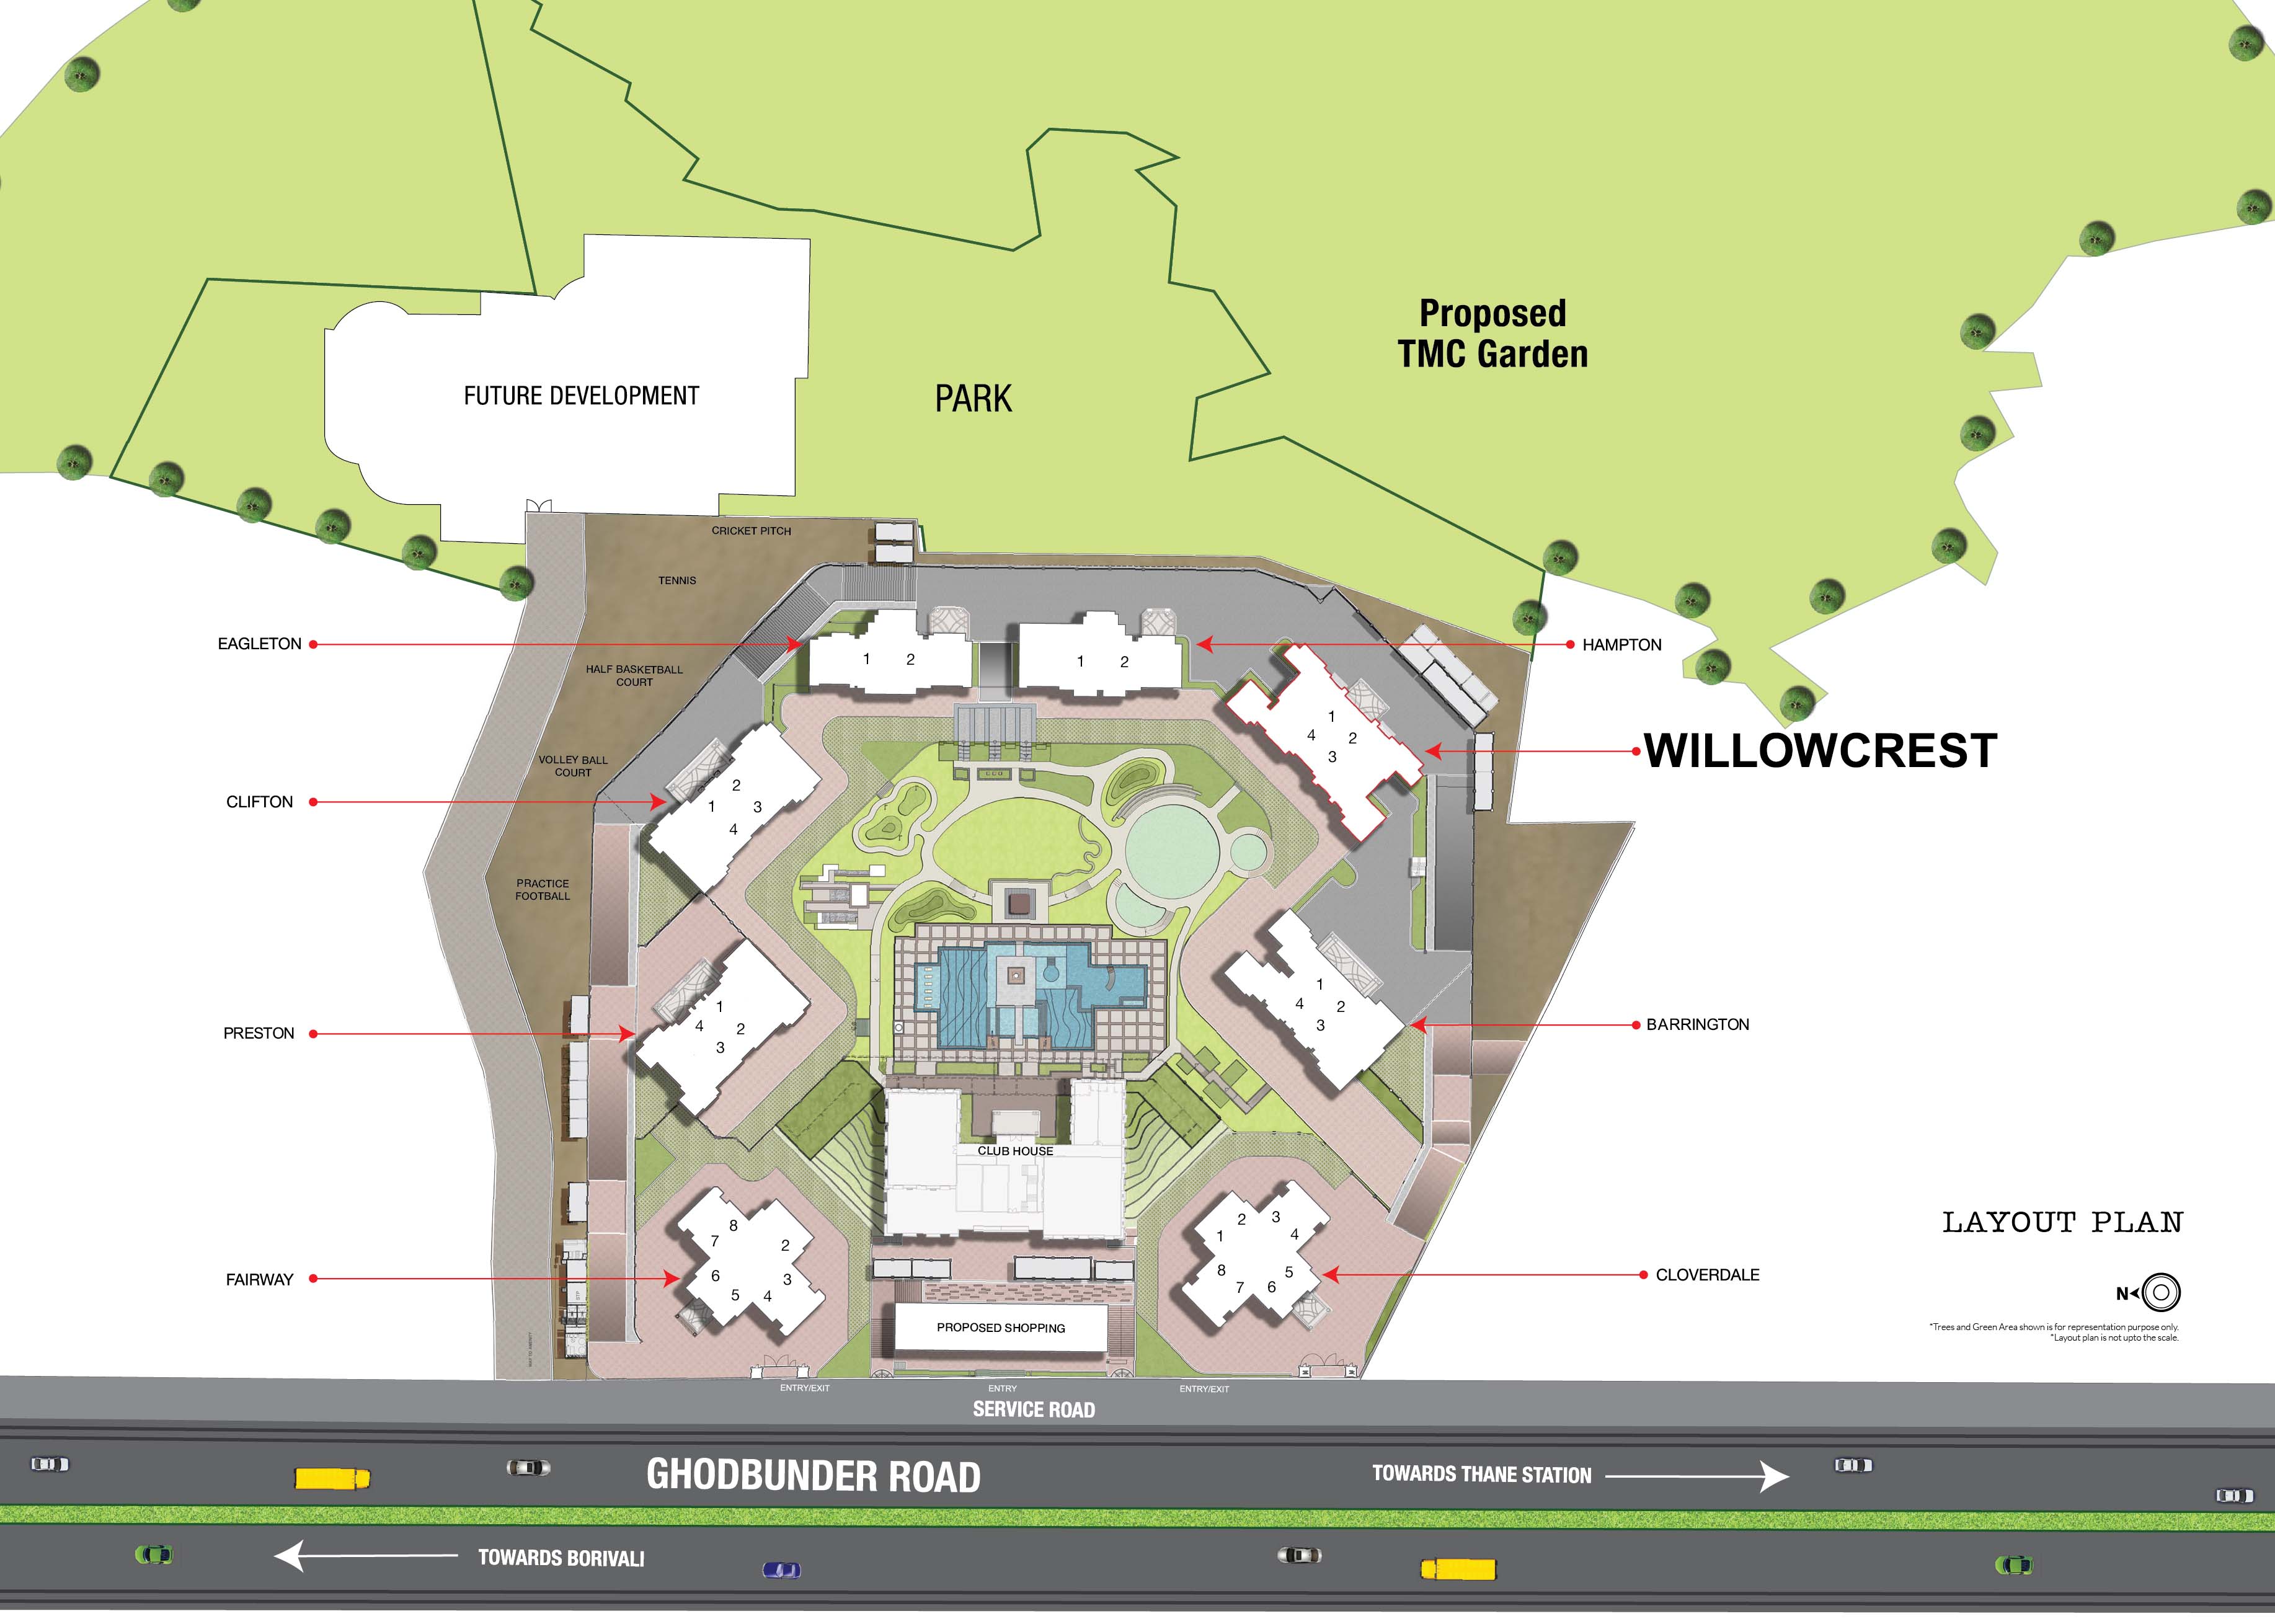 Proposed
TMC Garden
FUTURE DEVELOPMENT
PARK
CRICKET PITCH
TENNIS
EAGLETON
HAMPTON
1 2
1 2
HALF BASKETBALL
COURT
WILLOWCREST
1
4 2
3
VOLLEY BALL
COURT
CLIFTON
2
1 3
4
PRACTICE
FOOTBALL
PRESTON
1
4 2
3
BARRINGTON
1
4 2
3
CLUB HOUSE
LAYOUT PLAN
FAIRWAY
8
7 2
6 3
5 4
CLOVERDALE
2 3
1 4
8 5
7 6
N
*Trees and Green Area shown is for representation purpose only.
*Layout plan is not upto the scale.
PROPOSED SHOPPING
ENTRY/EXIT
ENTRY
ENTRY/EXIT
SERVICE ROAD
GHODBUNDER ROAD
TOWARDS THANE STATION
TOWARDS BORIVALI